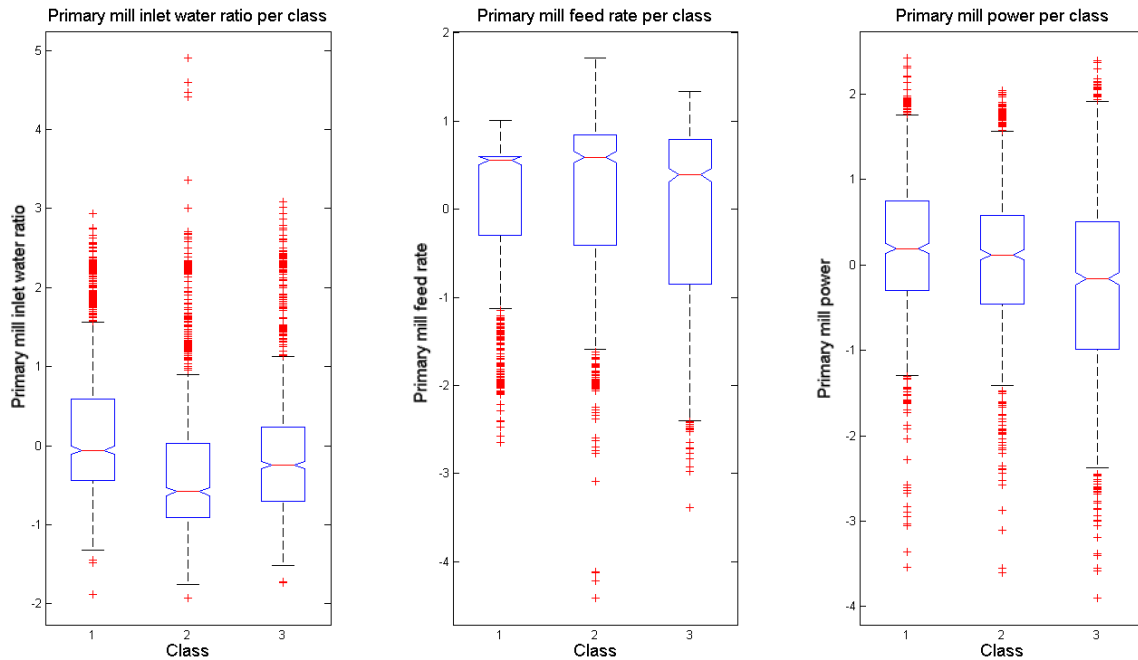 Primary mill inlet water ratio per class
Primary mill inlet water ratio
5
4
3
2
1
0
-1
-2
1 2 3
Class
Primary mill feed rate per class
Primary mill feed rate
2
1
0
-1
-2
-3
-4
1 2 3
Class
Primary mill power per class
Primary mill power
2
1
0
-1
-2
-3
-4
1 2 3
Class